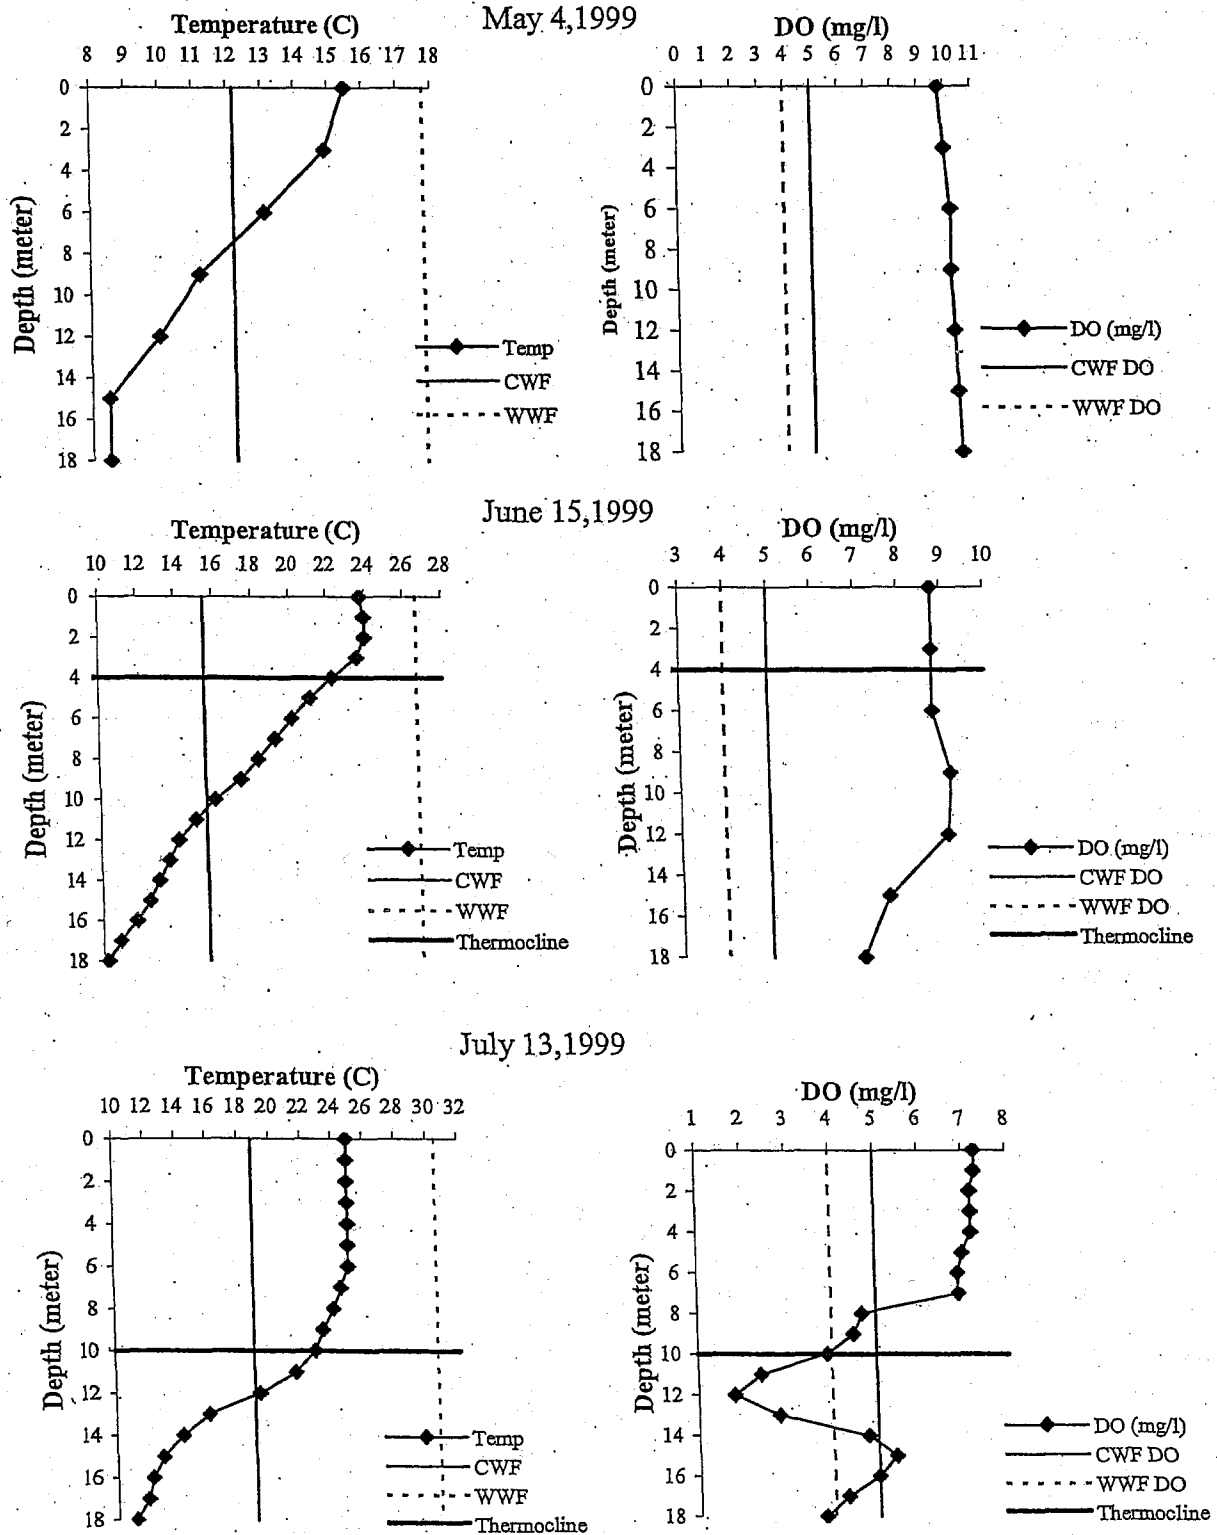 May 4,1999
Temperature (C)
8 9 10 11 12 13 14 15 16 17 18
0
2
4
6
8
10
12
14
16
18
Depth (meter)
Temp
CWF
WWF
DO (mg/l)
0 1 2 3 4 5 6 7 8 9 10 11
0
2
4
6
8
10
12
14
16
18
Depth (meter)
DO (mg/l)
CWF DO
WWF DO
June 15,1999
Temperature (C)
10 12 14 16 18 20 22 24 26 28
0
2
4
6
8
10
12
14
16
18
Depth (meter)
Temp
CWF
WWF
Thermocline
DO (mg/l)
3 4 5 6 7 8 9 10
0
2
4
6
8
10
12
14
16
18
Depth (meter)
DO (mg/l)
CWF DO
WWF DO
Thermocline
July 13,1999
Temperature (C)
10 12 14 16 18 20 22 24 26 28 30 32
0
2
4
6
8
10
12
14
16
18
Depth (meter)
Temp
CWF
WWF
Thermocline
DO (mg/l)
1 2 3 4 5 6 7 8
0
2
4
6
8
10
12
14
16
18
Depth (meter)
DO (mg/l)
CWF DO
WWF DO
Thermocline